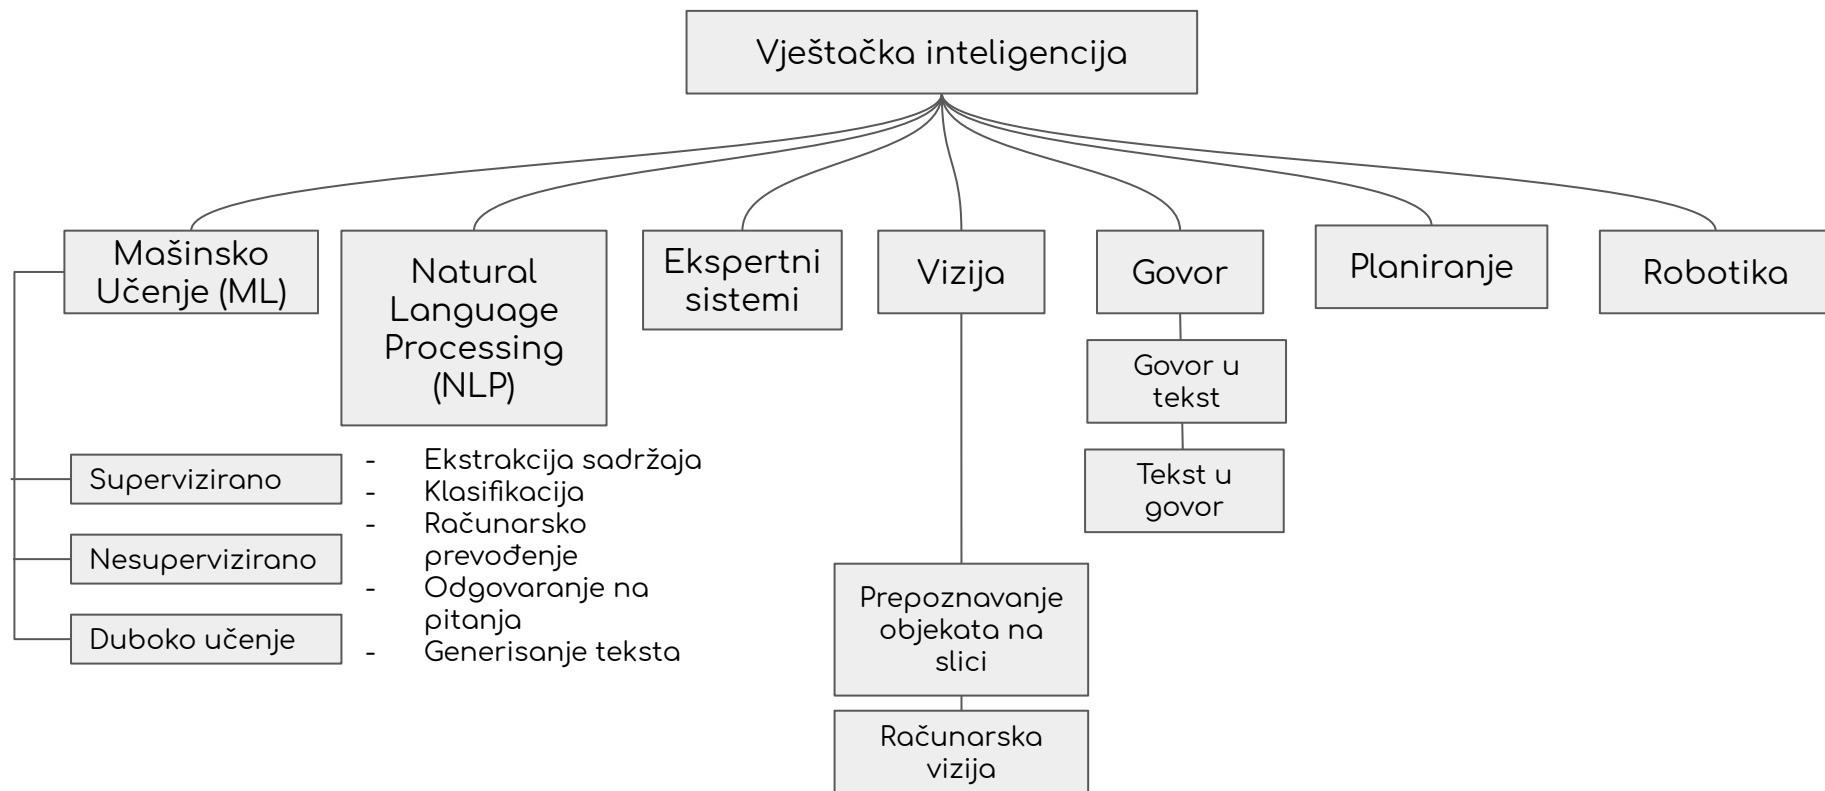 Vještačka inteligencija
Mašinsko
Učenje (ML)
Natural
Language
Processing
(NLP)
Ekspertni
sistemi
Vizija
Govor
Planiranje
Robotika
Supervizirano
Nesupervizirano
Duboko učenje
- Ekstrakcija sadržaja
- Klasifikacija
- Računarsko
prevođenje
- Odgovaranje na
pitanja
- Generisanje teksta
Prepoznavanje
objekata na
slici
Računarska
vizija
Govor u
tekst
Tekst u
govor